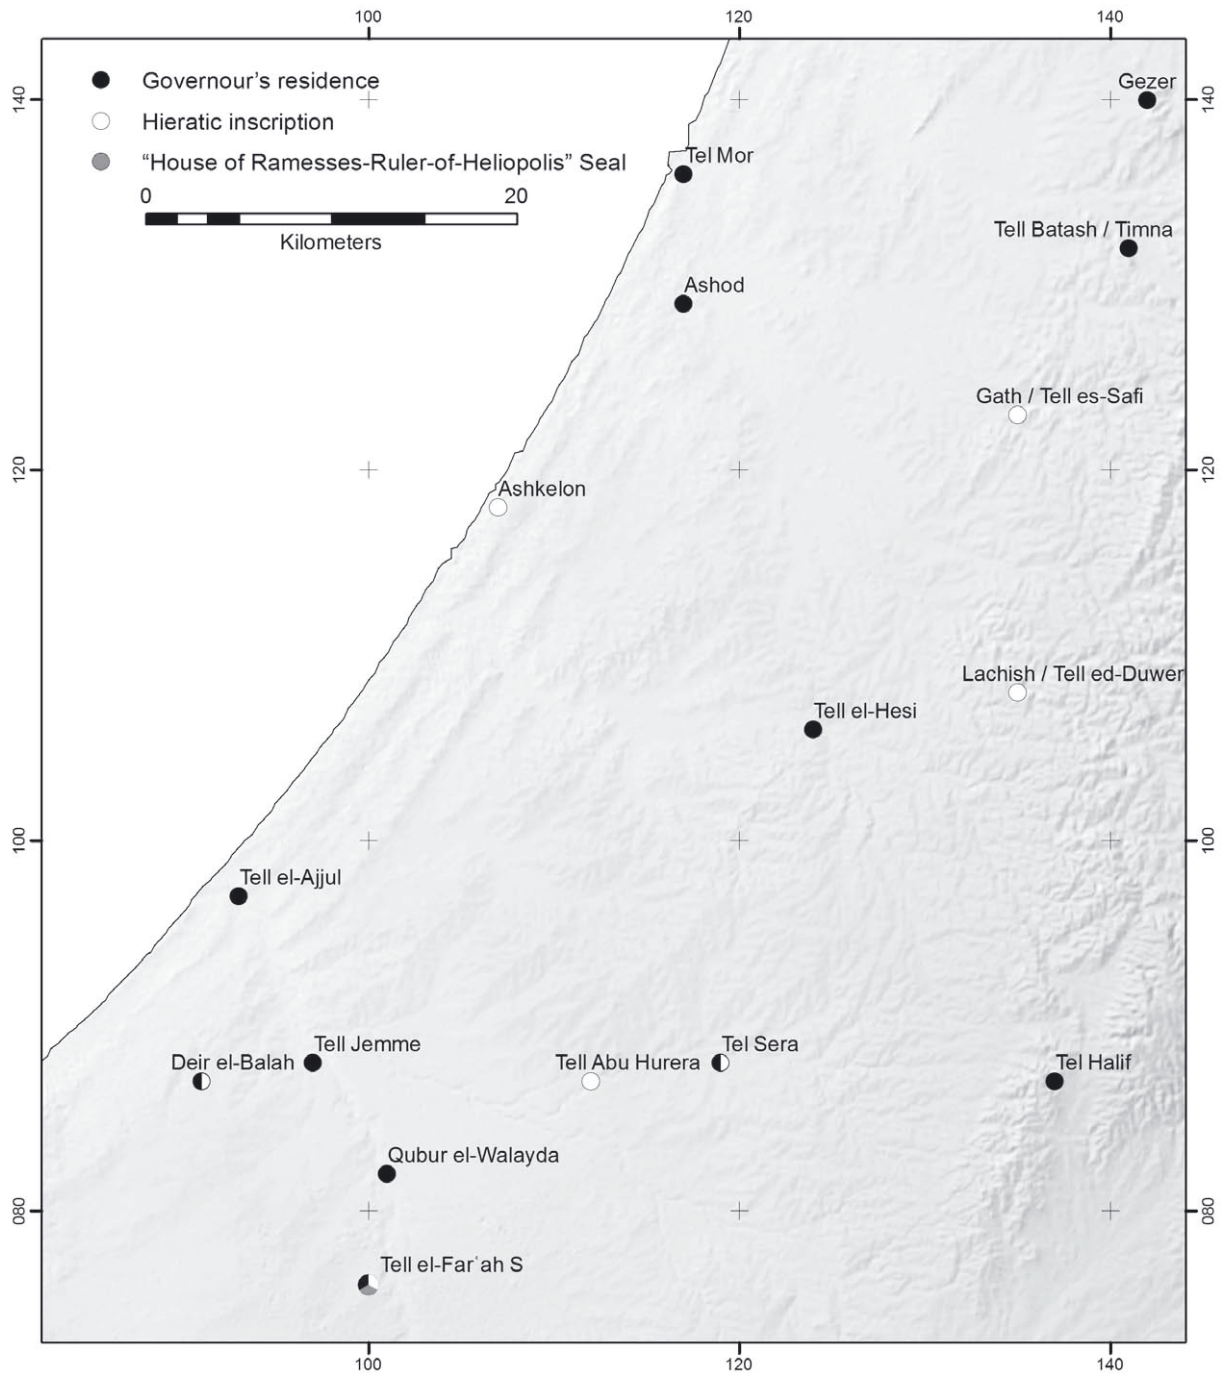 100 120 140
Gezer
140 Governour's residence 140
Hieratic inscription
Tel Mor
"House of Ramesses-Ruler-of-Heliopolis" Seal
0 20
Tell Batash / Timna
Kilometers
Ashod
Gath / Tell es-Safi
120 120
Ashkelon
Lachish / Tell ed-Duwer
Tell el-Hesi
100 100
Tell el-Ajjul
Tell Jemme Tel Sera
Deir el-Balah Tell Abu Hurera Tel Halif
Qubur el-Walayda
080 080
Tell el-Far'ah S
100 120 140